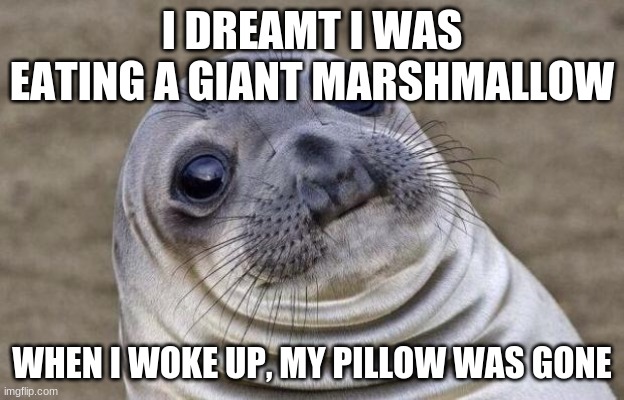 I DREAMT I WAS
EATING A GIANT MARSHMALLOW
WHEN I WOKE UP, MY PILLOW WAS GONE
imgflip.com